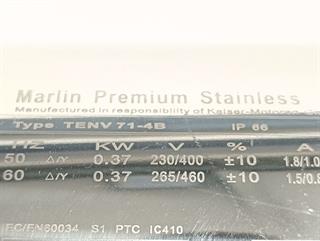 Marlin Premium Stainless
Manufactured in responsibility of Kaiser-Motoren
Type TENV 71-4B IP 66
HZ KW V % A
50 Δ/Y 0.37 230/400 ±10 1.8/1.0
60 Δ/Y 0.37 265/460 ±10 1.5/0.8
EC/EN60034 S1 PTC IC410